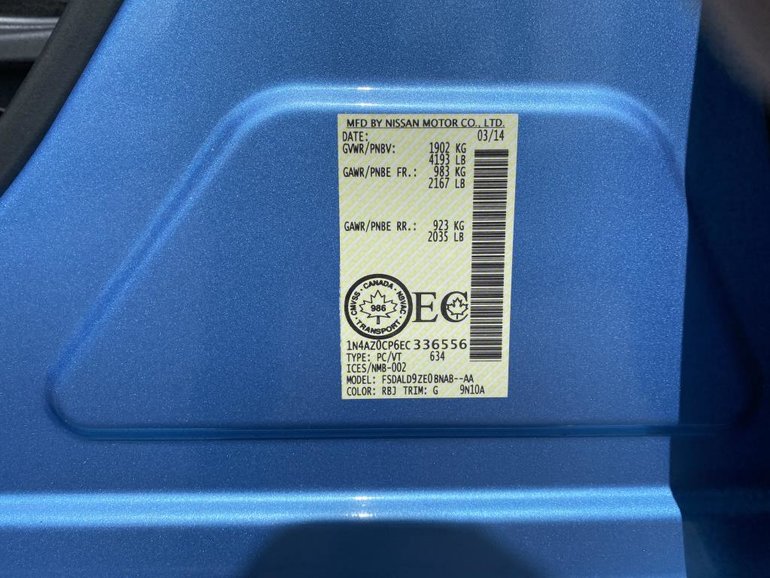 MFD BY NISSAN MOTOR CO., LTD.
DATE: 03/14
GVWR/PNBV: 1902 KG
4193 LB
GAWR/PNBE FR.: 983 KG
2167 LB
GAWR/PNBE RR.: 923 KG
2035 LB
CANADA
CMVSS · NSVAC
986
TRANSPORT
EC
1N4AZ0CP6EC336556
TYPE: PC/VT 634
ICES/NMB-002
MODEL: FSDALD9ZE0BNAB--AA
COLOR: RBJ TRIM: G 9N10A